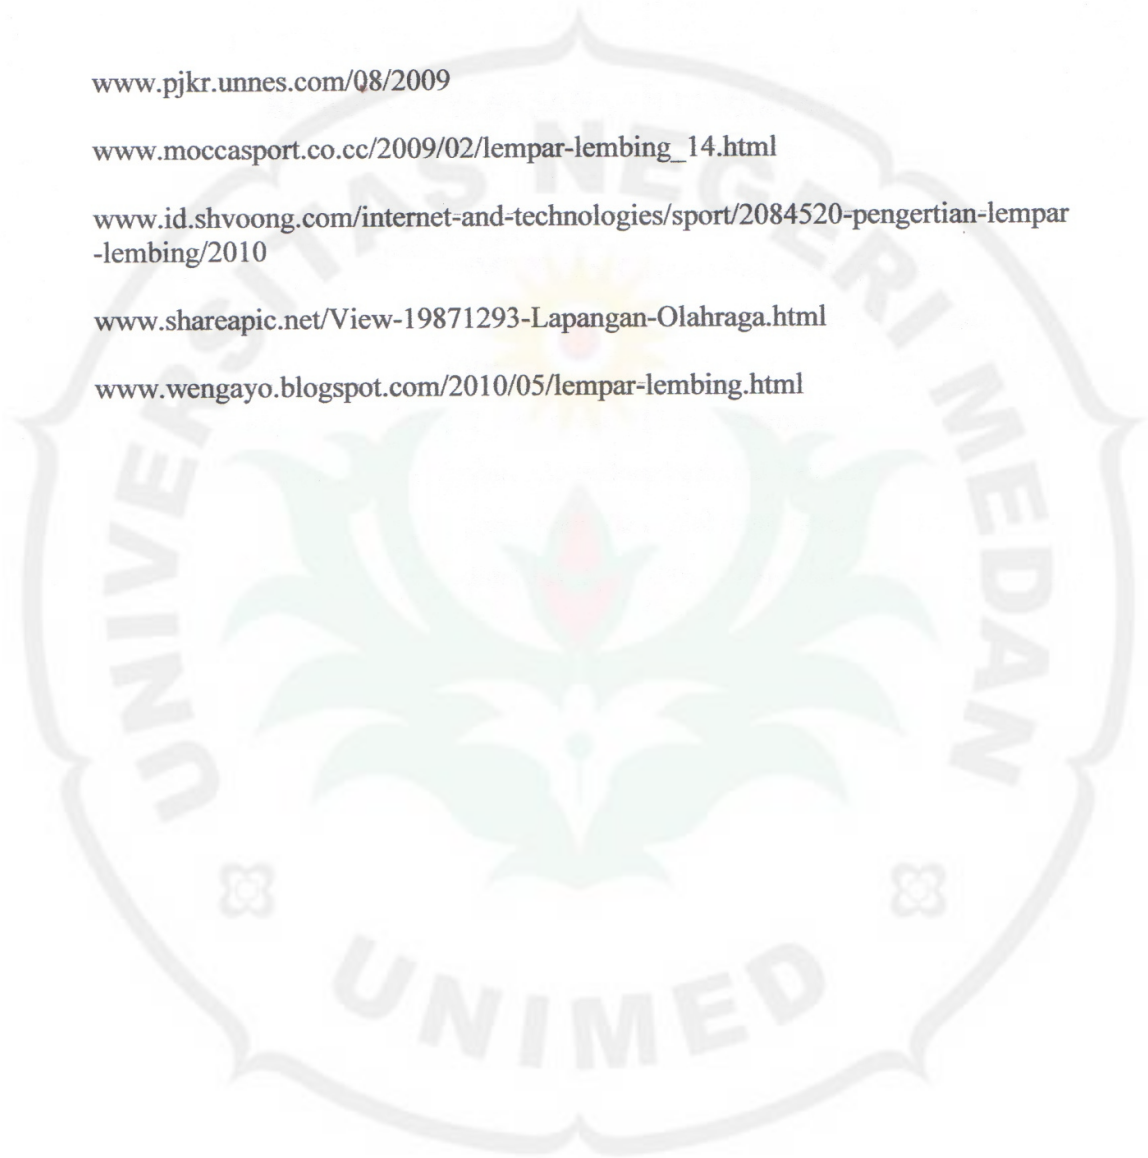 www.pjkr.unnes.com/08/2009
www.moccasport.co.cc/2009/02/lempar-lembing_14.html
www.id.shvoong.com/internet-and-technologies/sport/2084520-pengertian-lempar
-lembing/2010
www.shareapic.net/View-19871293-Lapangan-Olahraga.html
www.wengayo.blogspot.com/2010/05/lempar-lembing.html
UNIVERSITAS NEGERI MEDAN
UNIMED